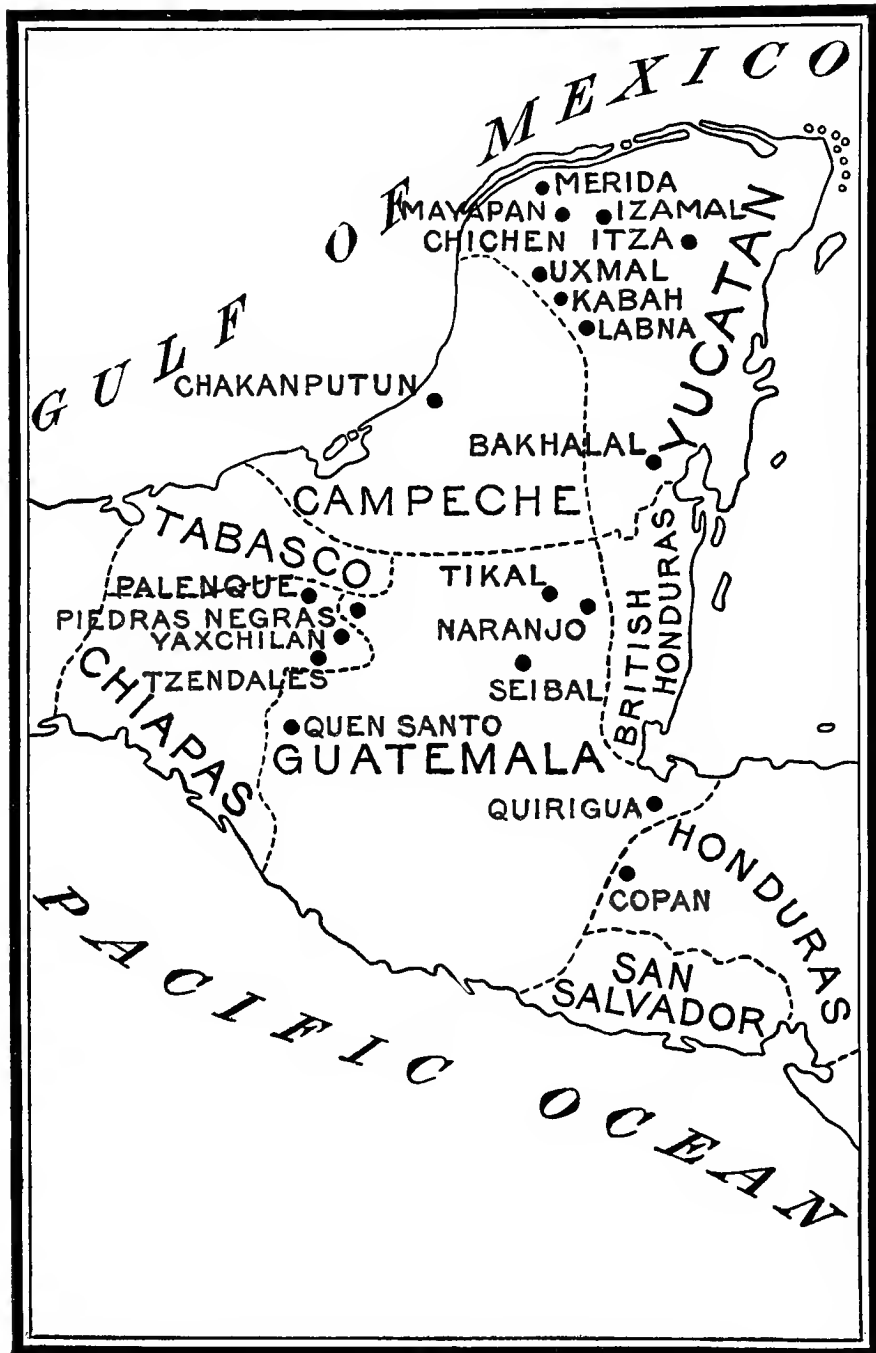 GULF OF MEXICO
MERIDA
MAYAPAN
IZAMAL
CHICHEN ITZA
UXMAL
KABAH
LABNA
YUCATAN
CHAKANPUTUN
BAKHALAL
CAMPECHE
TABASCO
PALENQUE
PIEDRAS NEGRAS
YAXCHILAN
TZENDALES
CHIAPAS
TIKAL
NARANJO
SEIBAL
BRITISH
HONDURAS
QUEN SANTO
GUATEMALA
QUIRIGUA
HONDURAS
COPAN
SAN
SALVADOR
PACIFIC OCEAN